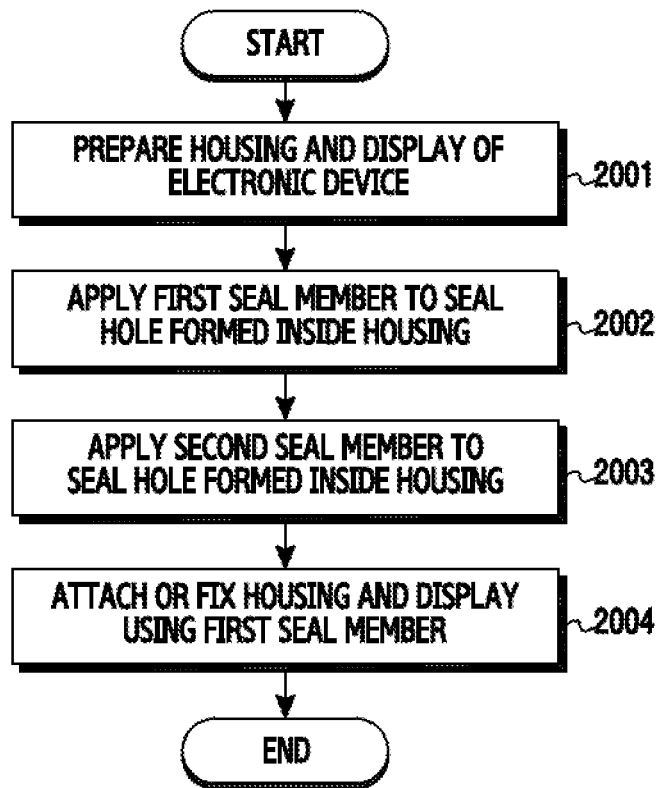 START
PREPARE HOUSING AND DISPLAY OF
ELECTRONIC DEVICE
2001
APPLY FIRST SEAL MEMBER TO SEAL
HOLE FORMED INSIDE HOUSING
2002
APPLY SECOND SEAL MEMBER TO
SEAL HOLE FORMED INSIDE HOUSING
2003
ATTACH OR FIX HOUSING AND DISPLAY
USING FIRST SEAL MEMBER
2004
END